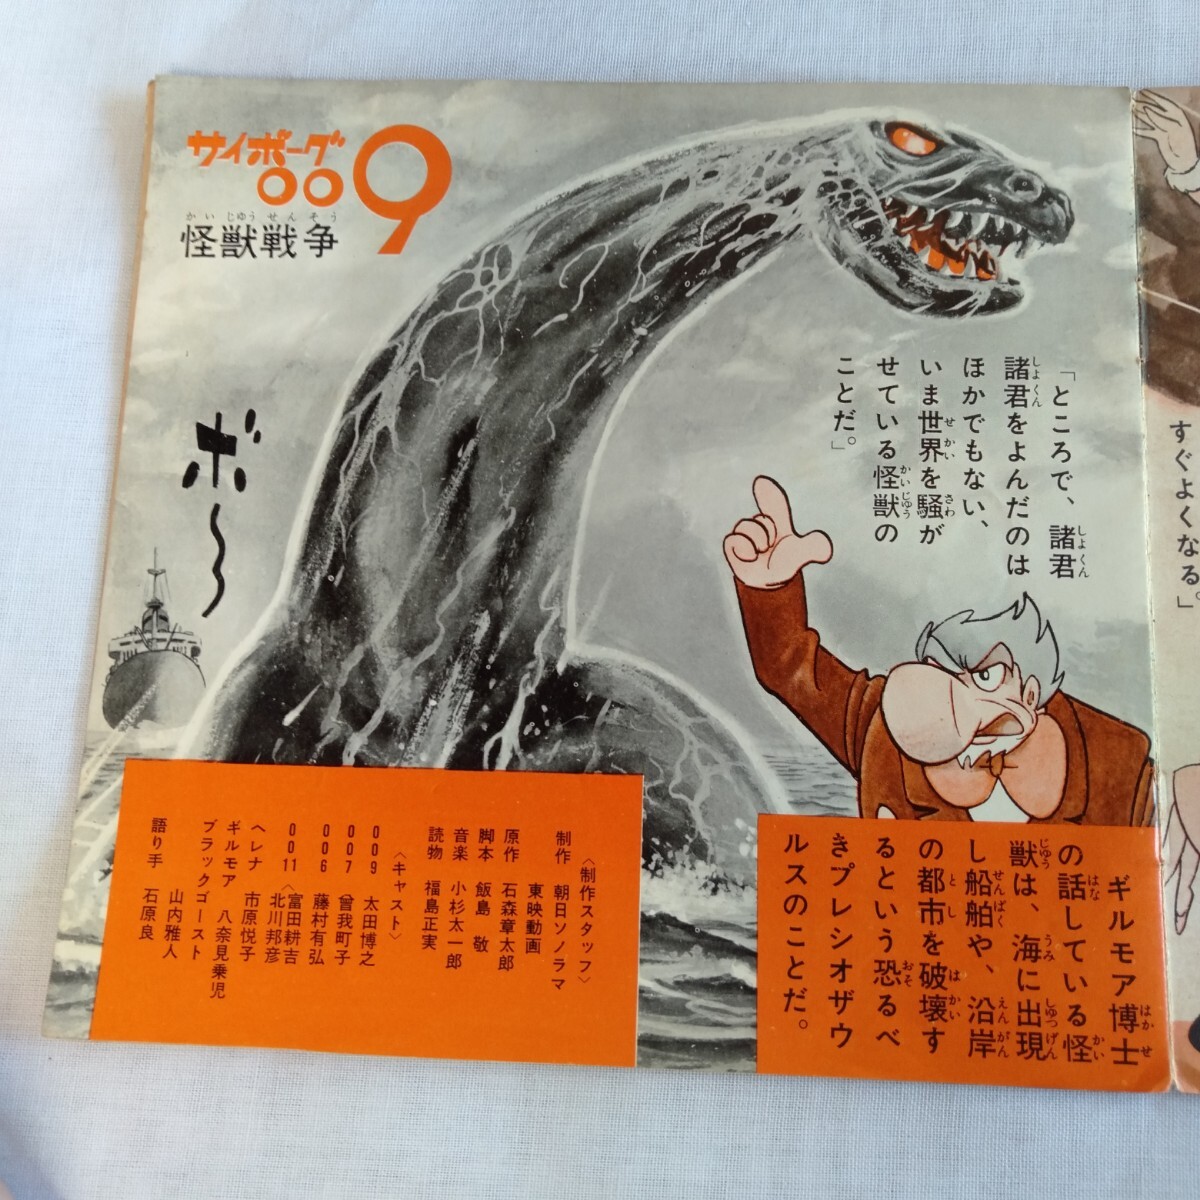 サイボーグ
009
かいじゅうせんそう
怪獣戦争
ボ～
「ところで、諸君
諸君をよんだのは
ほかでもない、
いま世界を騒が
せている怪獣の
ことだ。」
すぐよくなる。」
ギルモア博士
の話している怪
獣は、海に出現
し船舶や、沿岸
の都市を破壊す
るという恐るべ
きプレシオザウ
ルスのことだ。
〈制作スタッフ〉
制作 朝日ソノラマ
東映動画
原作 石森章太郎
脚本 飯島 敬
音楽 小杉太一郎
読物 福島正実
〈キャスト〉
009 太田博之
007 曾我町子
006 藤村有弘
0011〈富田耕吉
北川邦彦
ヘレナ 市原悦子
ギルモア 八奈見乗児
ブラックゴースト
山内雅人
語り手 石原良